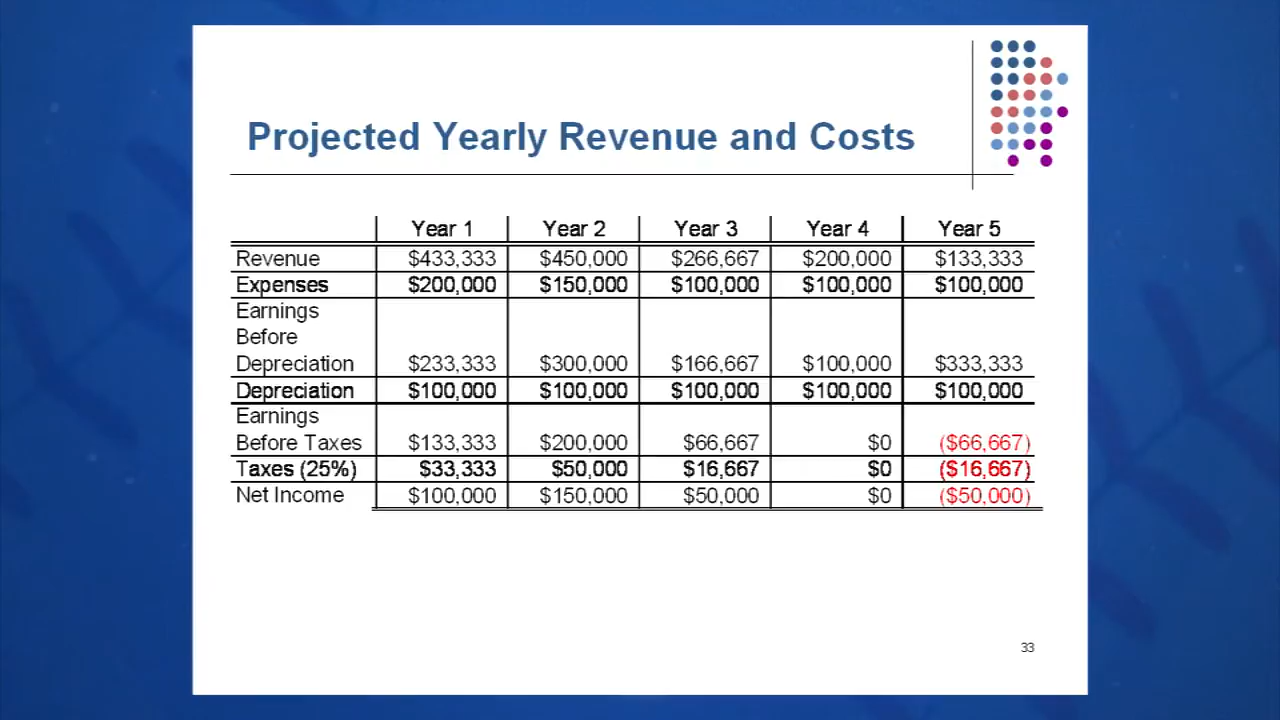 Projected Yearly Revenue and Costs
Year 1 Year 2 Year 3 Year 4 Year 5
Revenue $433,333 $450,000 $266,667 $200,000 $133,333
Expenses $200,000 $150,000 $100,000 $100,000 $100,000
Earnings
Before
Depreciation $233,333 $300,000 $166,667 $100,000 $333,333
Depreciation $100,000 $100,000 $100,000 $100,000 $100,000
Earnings
Before Taxes $133,333 $200,000 $66,667 $0 ($66,667)
Taxes (25%) $33,333 $50,000 $16,667 $0 ($16,667)
Net Income $100,000 $150,000 $50,000 $0 ($50,000)
33